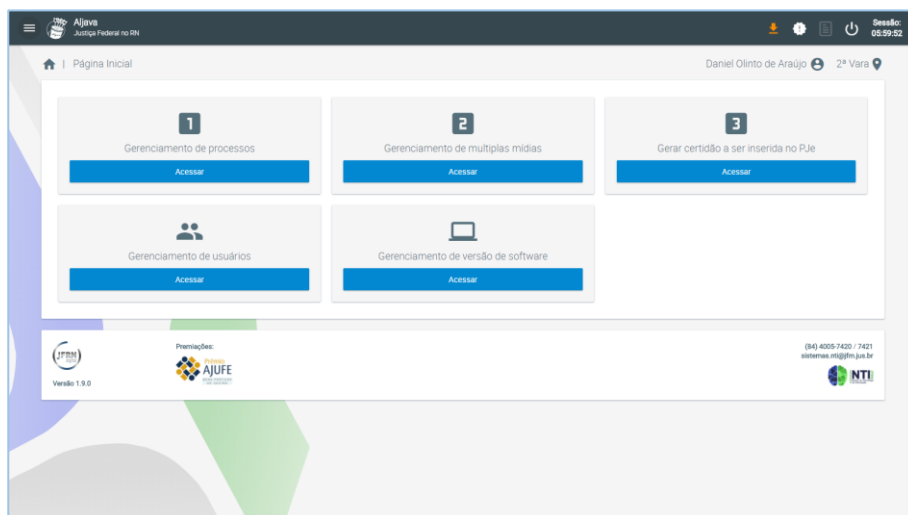 Aljava
Justiça Federal no RN
Sessão:
05:59:52
Página Inicial
Daniel Olinto de Araújo
2ª Vara
1
Gerenciamento de processos
Acessar
2
Gerenciamento de multiplas mídias
Acessar
3
Gerar certidão a ser inserida no PJe
Acessar
Gerenciamento de usuários
Acessar
Gerenciamento de versão de software
Acessar
JFRN
Versão 1.9.0
Premiações:
Prêmio
AJUFE
(84) 4005-7420 / 7421
sistemas.nti@jfrn.jus.br
NTI